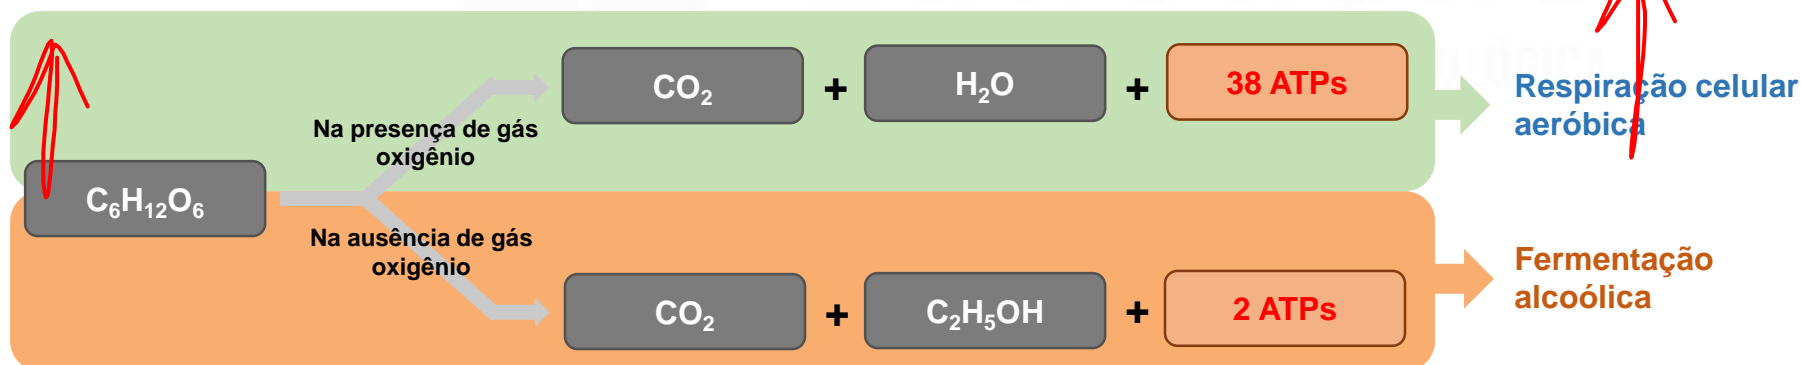 CO₂ + H₂O + 38 ATPs
Respiração celular
aeróbica
Na presença de gás
oxigênio
C₆H₁₂O₆
Na ausência de gás
oxigênio
CO₂ + C₂H₅OH + 2 ATPs
Fermentação
alcoólica